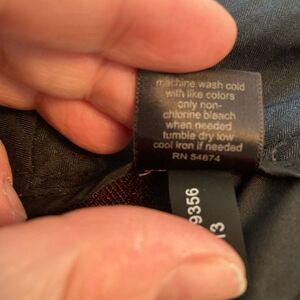 machine wash cold
with like colors
only non-
chlorine bleach
when needed
tumble dry low
cool iron if needed
RN 54874
9356
13